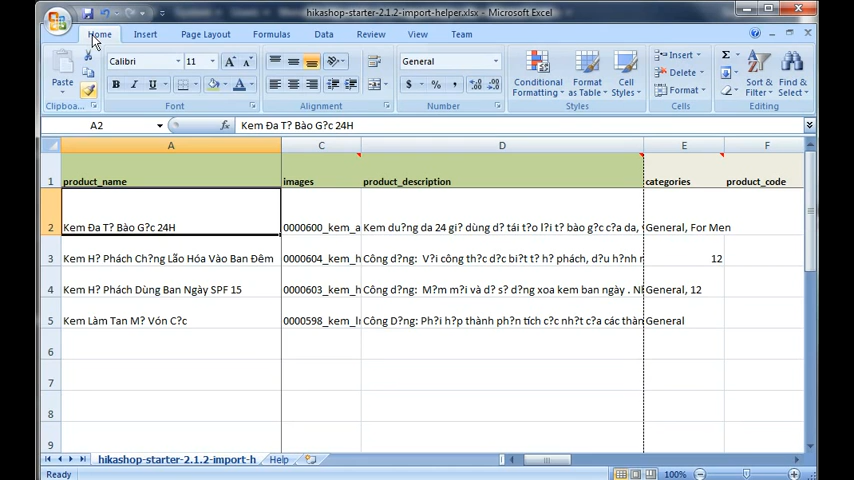 hikashop-starter-2.1.2-import-helper.xlsx - Microsoft Excel
Home Insert Page Layout Formulas Data Review View Team
Paste
Calibri 11
B I U
General
$ % ,
Conditional Formatting
Format as Table
Cell Styles
Insert
Delete
Format
Σ
Sort & Filter
Find & Select
Clipboa... Font Alignment Number Styles Cells Editing
A2 fx Kem Đa T? Bào G?c 24H
A C D E F
1 product_name images product_description categories product_code
2 Kem Đa T? Bào G?c 24H 0000600_kem_a Kem du?ng da 24 gi? dùng d? tái t?o l?i t? bào g?c c?a da, General, For Men
3 Kem H? Phách Ch?ng Lão Hóa Vào Ban Đêm 0000604_kem_h Công d?ng: V?i công th?c d?c bi?t t? h? phách, d?u h?nh 12
4 Kem H? Phách Dùng Ban Ngày SPF 15 0000603_kem_h Công d?ng: M?m m?i và d? s? d?ng xoa kem ban ngày . General, 12
5 Kem Làm Tan M? Vón C?c 0000598_kem_l Công D?ng: Ph?i h?p thành ph?n tích c?c nh?t c?a các thàn General
6
7
8
9
hikashop-starter-2.1.2-import-h Help
Ready 100%